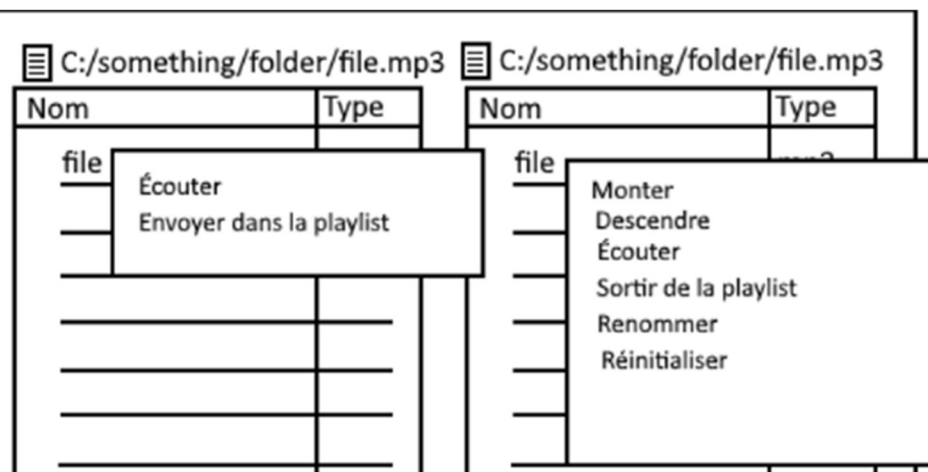 C:/something/folder/file.mp3
Nom Type
file
Écouter
Envoyer dans la playlist
C:/something/folder/file.mp3
Nom Type
file
Monter
Descendre
Écouter
Sortir de la playlist
Renommer
Réinitialiser